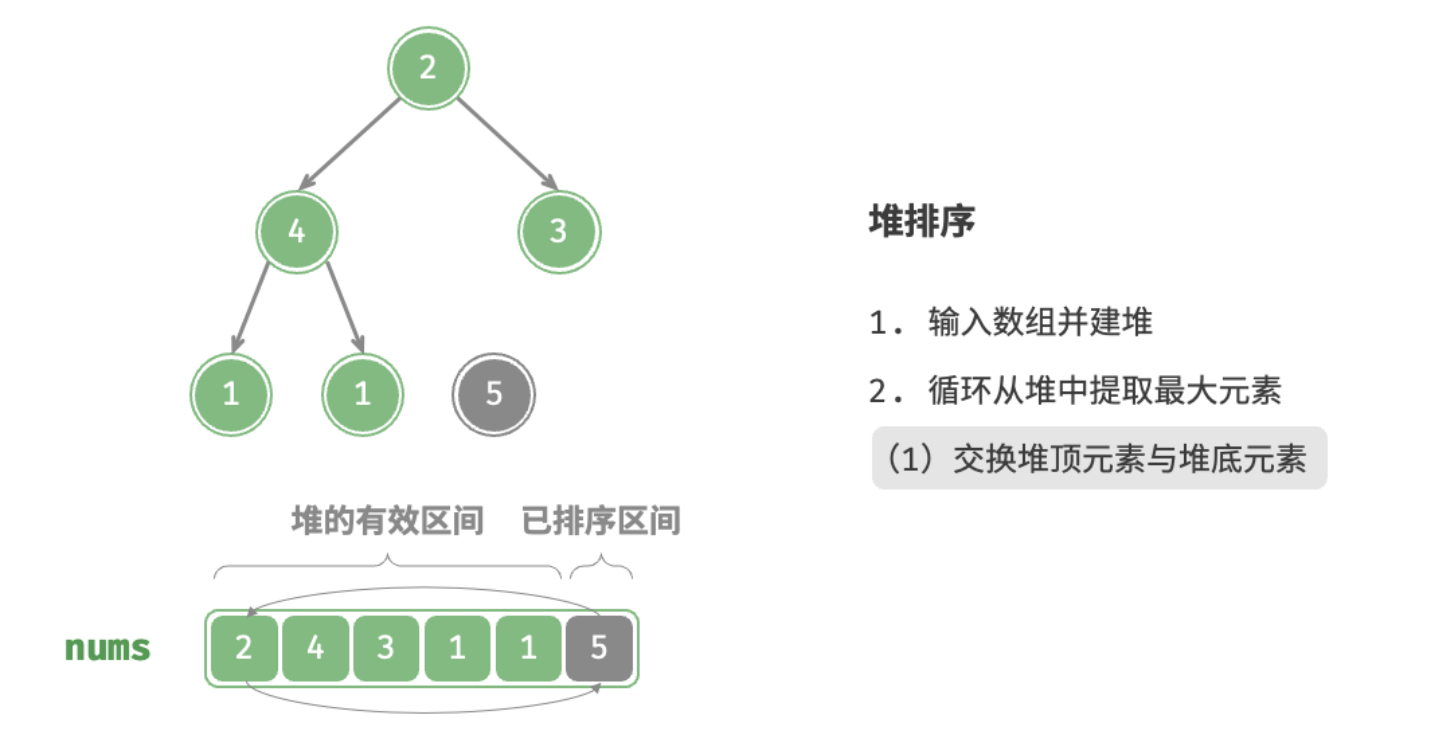 2
4 3
1 1 5
堆的有效区间 已排序区间
nums 2 4 3 1 1 5
堆排序
1. 输入数组并建堆
2. 循环从堆中提取最大元素
（1）交换堆顶元素与堆底元素